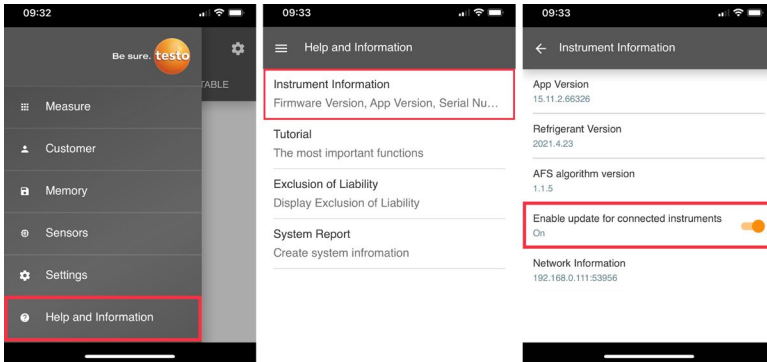 09:32
Be sure. testo
TABLE
Measure
Customer
Memory
Sensors
Settings
Help and Information
09:33
Help and Information
Instrument Information
Firmware Version, App Version, Serial Nu...
Tutorial
The most important functions
Exclusion of Liability
Display Exclusion of Liability
System Report
Create system infromation
09:33
Instrument Information
App Version
15.11.2.66326
Refrigerant Version
2021.4.23
AFS algorithm version
1.1.5
Enable update for connected instruments
On
Network Information
192.168.0.111:53956